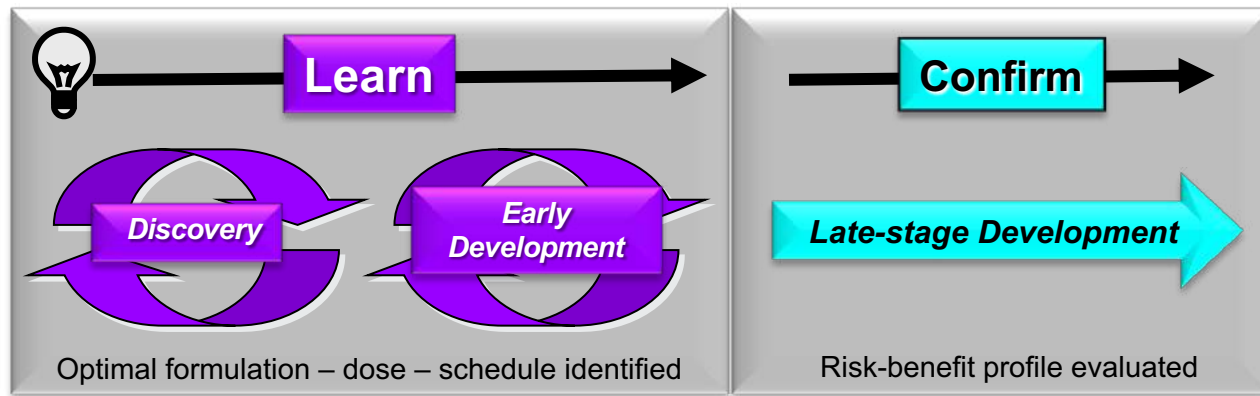 Learn
Confirm
Discovery
Early
Development
Late-stage Development
Optimal formulation – dose – schedule identified
Risk-benefit profile evaluated